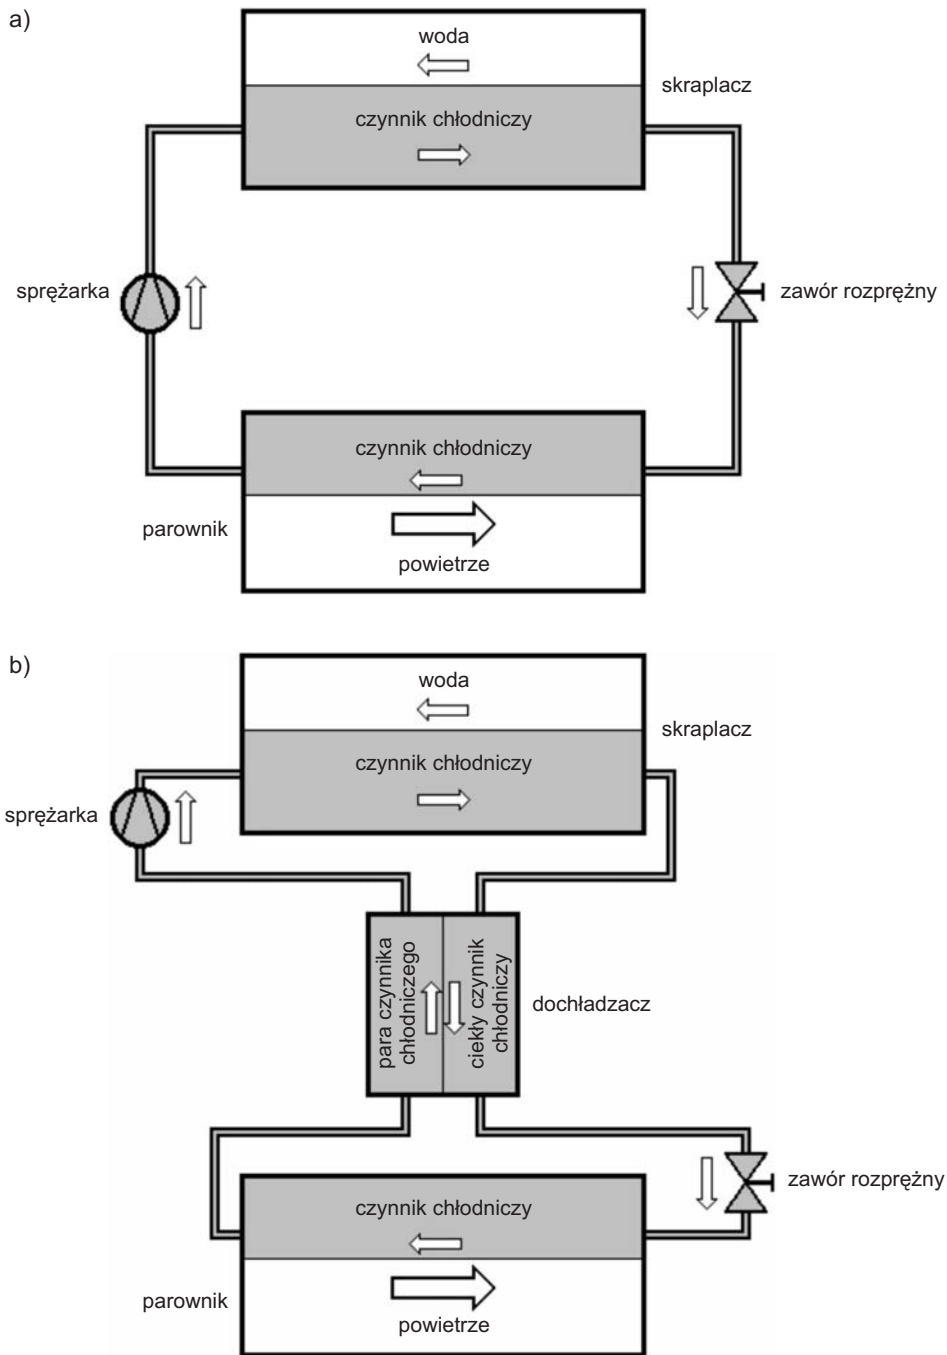 a)
woda
skraplacz
czynnik chłodniczy
sprężarka
zawór rozprężny
czynnik chłodniczy
parownik
powietrze
b)
woda
skraplacz
czynnik chłodniczy
sprężarka
para czynnika
chłodniczego
ciekły czynnik
chłodniczy
dochładzacz
zawór rozprężny
czynnik chłodniczy
parownik
powietrze